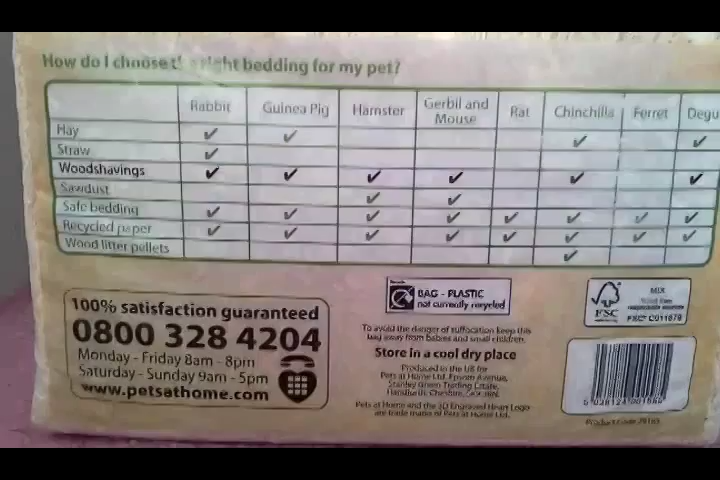 How do I choose the right bedding for my pet?
Rabbit Guinea Pig Hamster Gerbil and Mouse Rat Chinchilla Ferret Degu
Hay ✔ ✔ ✔ ✔
Straw ✔
Woodshavings ✔ ✔ ✔ ✔ ✔ ✔
Sawdust ✔ ✔
Safe bedding ✔ ✔ ✔ ✔ ✔ ✔ ✔ ✔
Recycled paper ✔ ✔ ✔ ✔ ✔ ✔ ✔ ✔
Wood litter pellets ✔
100% satisfaction guaranteed
0800 328 4204
Monday - Friday 8am - 8pm
Saturday - Sunday 9am - 5pm
www.petsathome.com
BAG - PLASTIC
not currently recycled
To avoid the danger of suffocation keep this
bag away from babies and small children.
Store in a cool dry place
Produced in the UK for
Pets at Home Ltd. Epsom Avenue,
Stanley Green Trading Estate,
Handforth, Cheshire,
Pets at Home and the 3D Engraved Heart Logo
are trade marks of Pets at Home Ltd.
FSC
MIX
Product Code